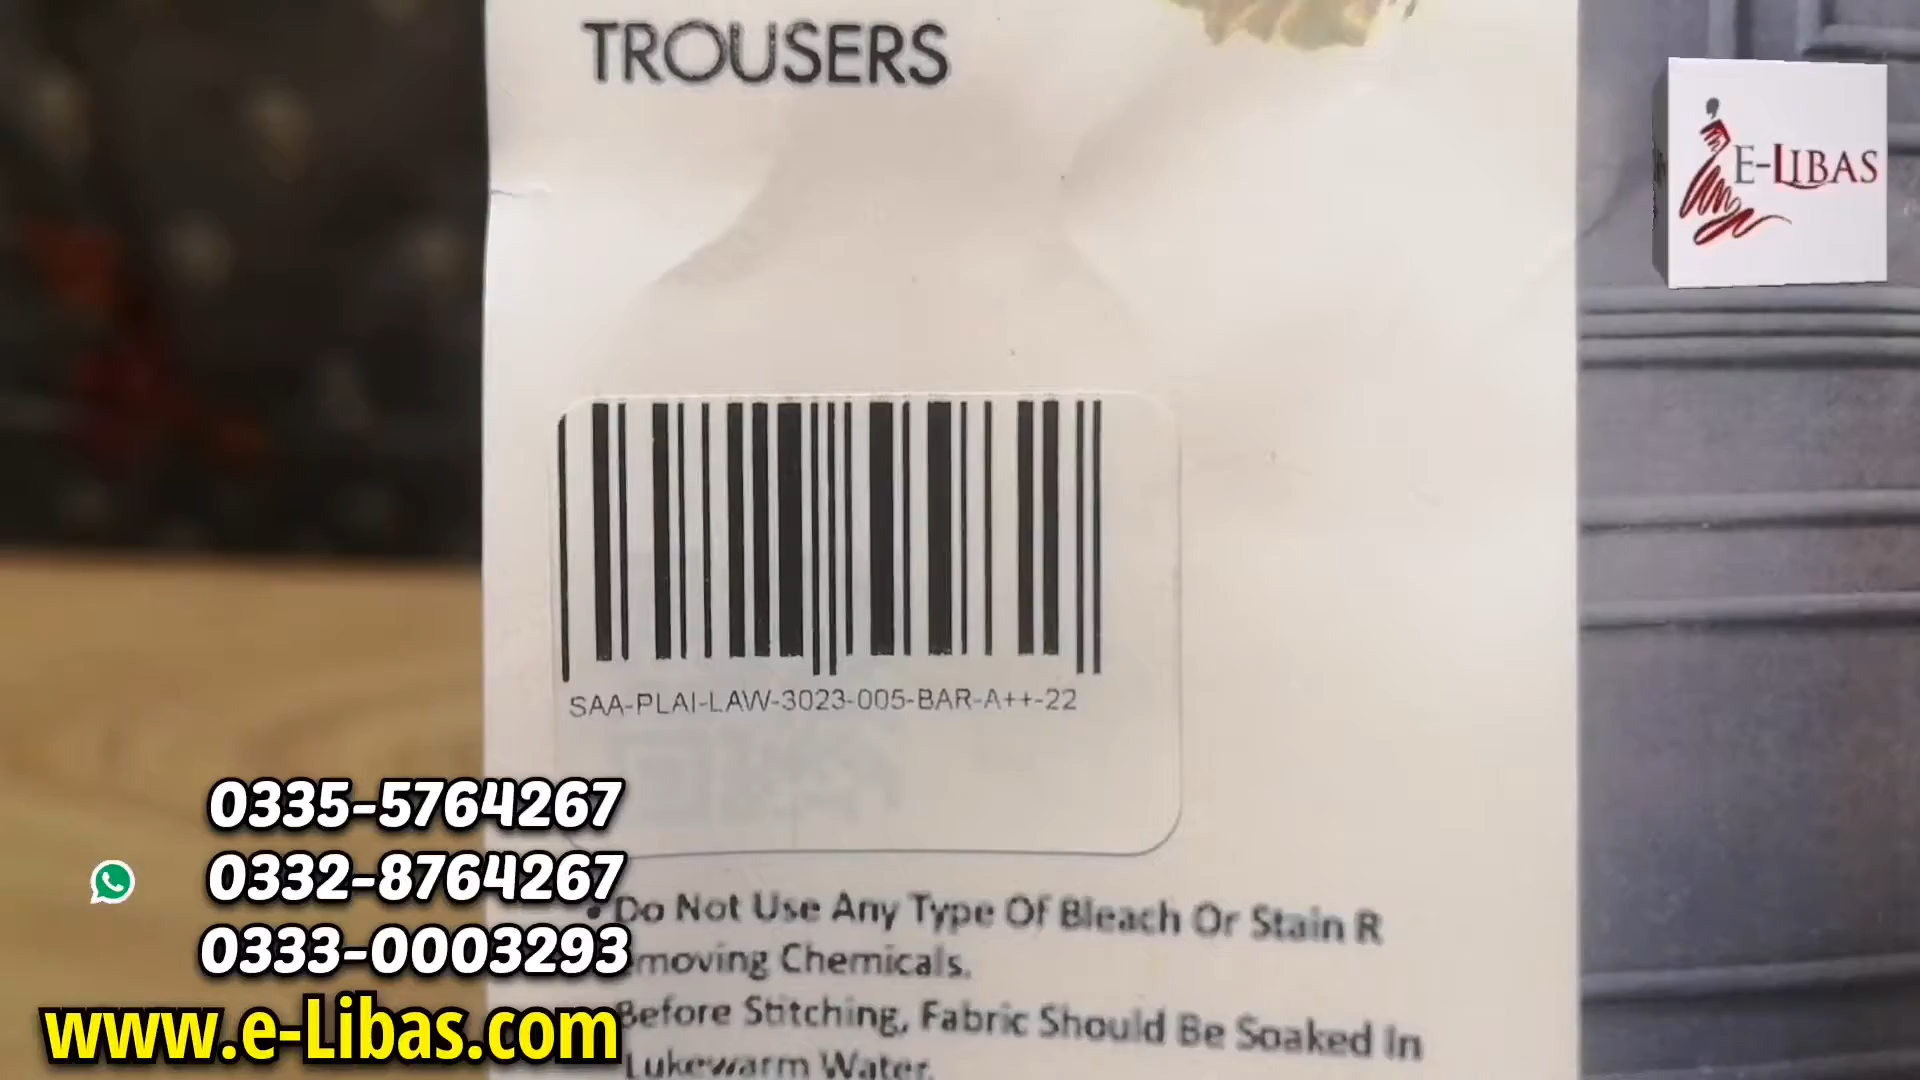 TROUSERS
E-LIBAS
SAA-PLAI-LAW-3023-005-BAR-A++-22
0335-5764267
0332-8764267
0333-0003293
www.e-Libas.com
• Do Not Use Any Type Of Bleach Or Stain R
moving Chemicals.
Before Stitching, Fabric Should Be Soaked In
Lukewarm Water.